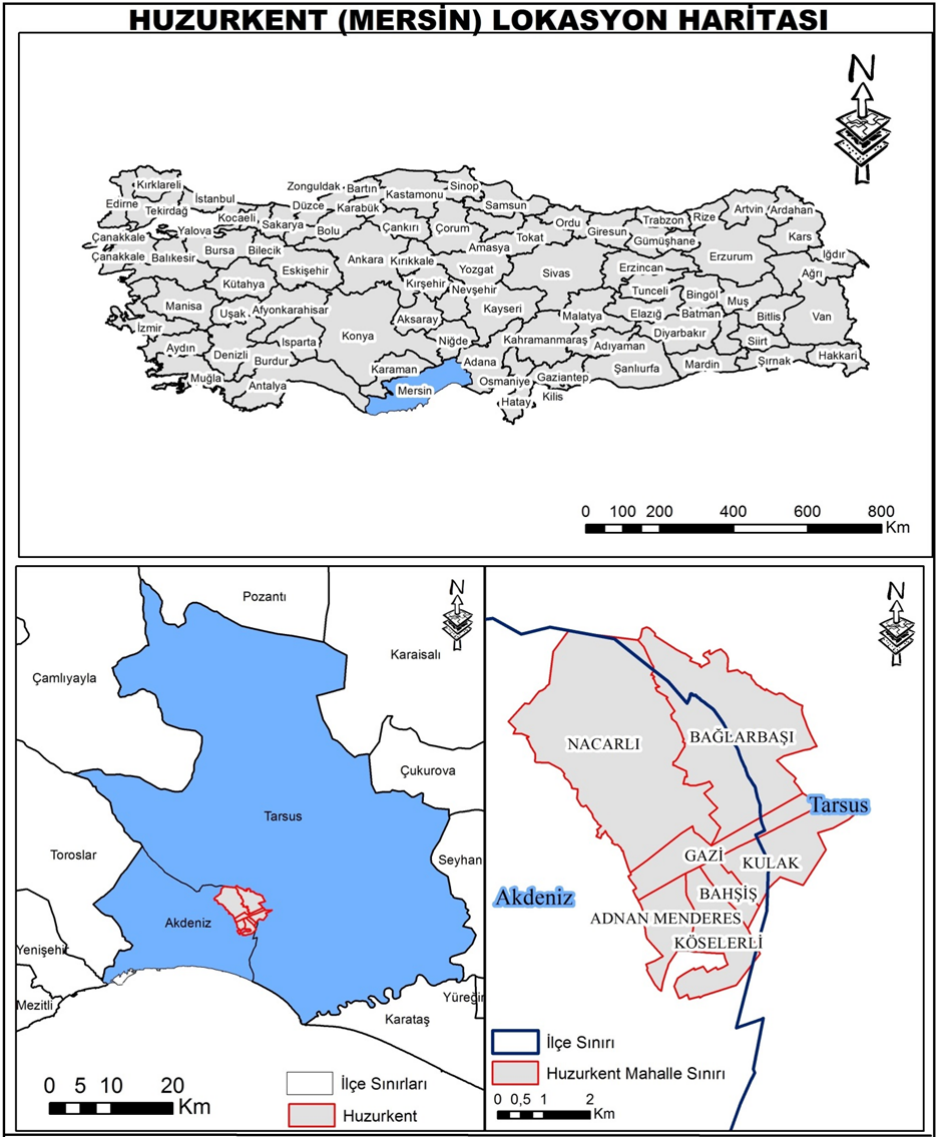 HUZURKENT (MERSİN) LOKASYON HARİTASI
N
Kırklareli
Edirne
İstanbul
Tekirdağ
Zonguldak
Bartın
Kastamonu
Sinop
Samsun
Düzce
Karabük
Kocaeli
Sakarya
Yalova
Bolu
Çankırı
Çorum
Ordu
Giresun
Trabzon
Rize
Artvin
Ardahan
Çanakkale
Çanakkale
Balıkesir
Bursa
Bilecik
Ankara
Kırıkkale
Amasya
Tokat
Gümüşhane
Kars
Iğdır
Eskişehir
Kütahya
Kırşehir
Yozgat
Nevşehir
Sivas
Erzincan
Erzurum
Ağrı
Manisa
Uşak
Afyonkarahisar
Konya
Aksaray
Kayseri
Malatya
Tunceli
Elazığ
Bingöl
Batman
Muş
Bitlis
Van
İzmir
Aydın
Denizli
Isparta
Burdur
Niğde
Kahramanmaraş
Adıyaman
Diyarbakır
Siirt
Hakkari
Muğla
Antalya
Karaman
Mersin
Adana
Osmaniye
Gaziantep
Kilis
Hatay
Şanlıurfa
Mardin
Şırnak
0 100 200 400 600 800
Km
Pozantı
N
Karaisalı
Çamlıyayla
Çukurova
Tarsus
Toroslar
Seyhan
Akdeniz
Yenişehir
Mezitli
Yüreğir
Karataş
0 5 10 20
Km
İlçe Sınırları
Huzurkent
N
NACARLI
BAĞLARBAŞI
Tarsus
GAZİ
KULAK
Akdeniz
BAHŞİŞ
ADNAN MENDERES
KÖSELERLİ
İlçe Sınırı
Huzurkent Mahalle Sınırı
0 0,5 1 2
Km